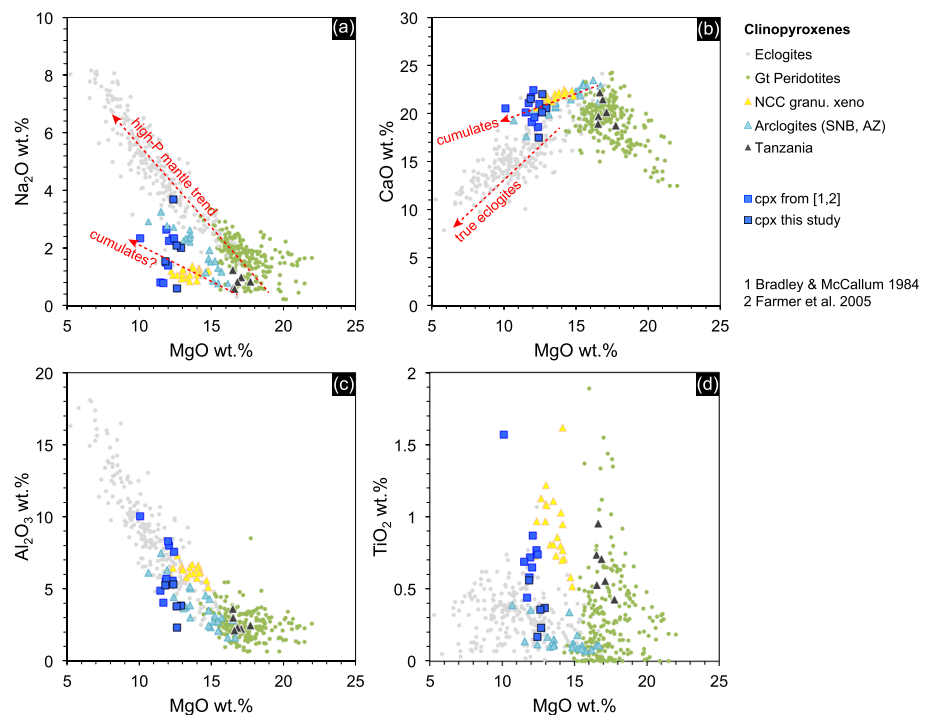 (a)
10
8
6
4
2
0
Na2O wt.%
high-P mantle trend
cumulates?
5 10 15 20 25
MgO wt.%
(b)
30
25
20
15
10
5
0
CaO wt.%
cumulates
true eclogites
5 10 15 20 25
MgO wt.%
Clinopyroxenes
Eclogites
Gt Peridotites
NCC granu. xeno
Arclogites (SNB, AZ)
Tanzania
cpx from [1,2]
cpx this study
1 Bradley & McCallum 1984
2 Farmer et al. 2005
(c)
20
15
10
5
0
Al2O3 wt.%
5 10 15 20 25
MgO wt.%
(d)
2
1.5
1
0.5
0
TiO2 wt.%
5 10 15 20 25
MgO wt.%